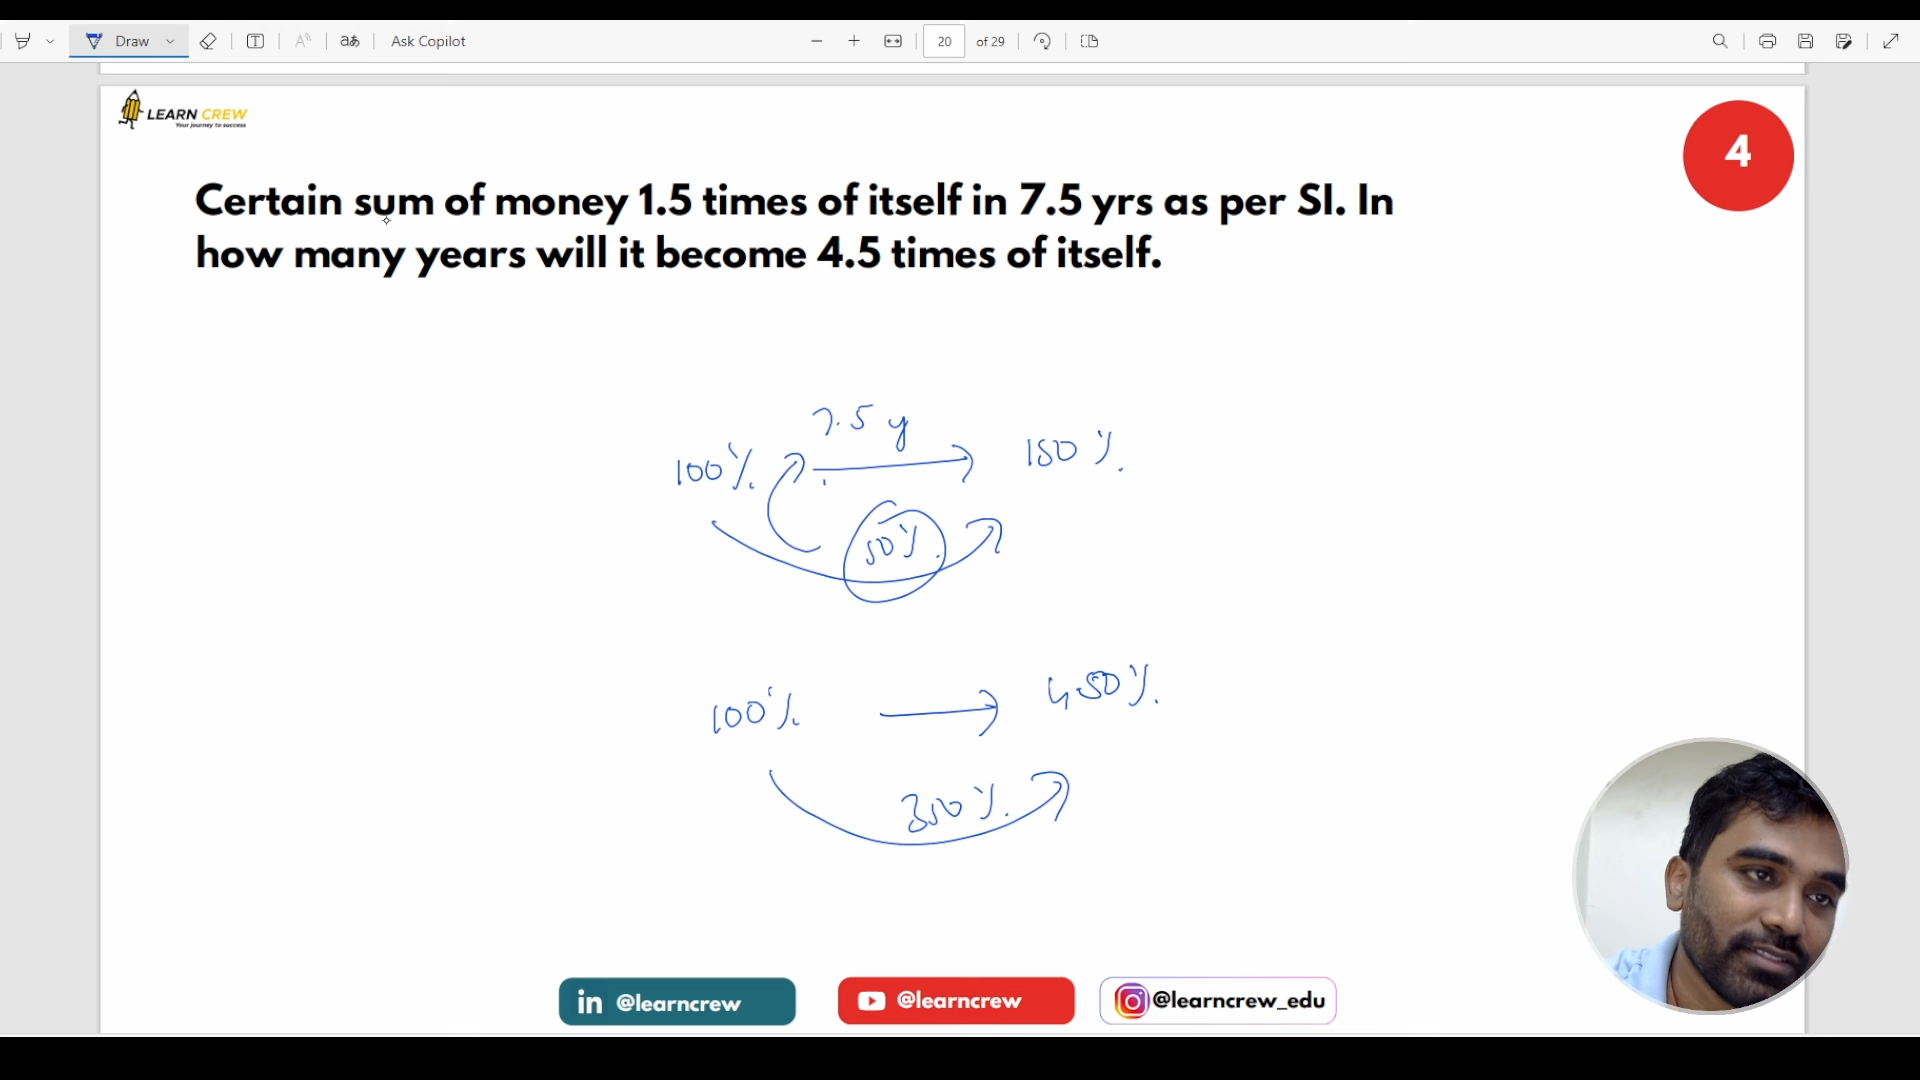 Draw
Ask Copilot
20 of 29
LEARN CREW
Your journey to success
4
Certain sum of money 1.5 times of itself in 7.5 yrs as per SI. In
how many years will it become 4.5 times of itself.
7.5 y
100% 150%
50%
100% 450%
350%
in @learncrew
@learncrew
@learncrew_edu